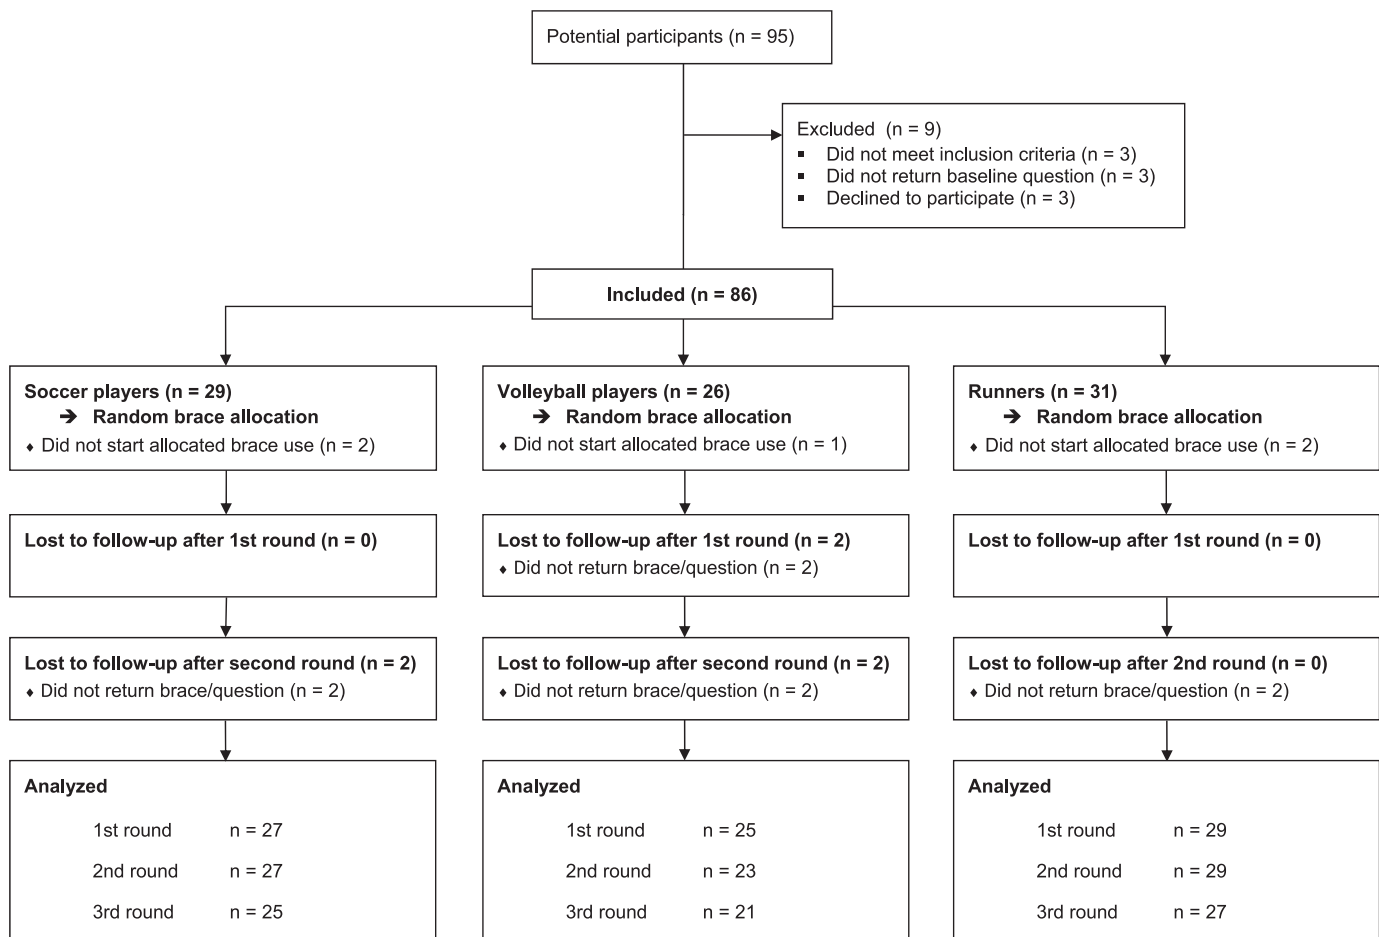 Potential participants (n = 95)
Excluded (n = 9)
▪ Did not meet inclusion criteria (n = 3)
▪ Did not return baseline question (n = 3)
▪ Declined to participate (n = 3)
Included (n = 86)
Soccer players (n = 29)
➔ Random brace allocation
♦ Did not start allocated brace use (n = 2)
Volleyball players (n = 26)
➔ Random brace allocation
♦ Did not start allocated brace use (n = 1)
Runners (n = 31)
➔ Random brace allocation
♦ Did not start allocated brace use (n = 2)
Lost to follow-up after 1st round (n = 0)
Lost to follow-up after 1st round (n = 2)
♦ Did not return brace/question (n = 2)
Lost to follow-up after 1st round (n = 0)
Lost to follow-up after second round (n = 2)
♦ Did not return brace/question (n = 2)
Lost to follow-up after second round (n = 2)
♦ Did not return brace/question (n = 2)
Lost to follow-up after 2nd round (n = 0)
♦ Did not return brace/question (n = 2)
Analyzed
1st round n = 27
2nd round n = 27
3rd round n = 25
Analyzed
1st round n = 25
2nd round n = 23
3rd round n = 21
Analyzed
1st round n = 29
2nd round n = 29
3rd round n = 27